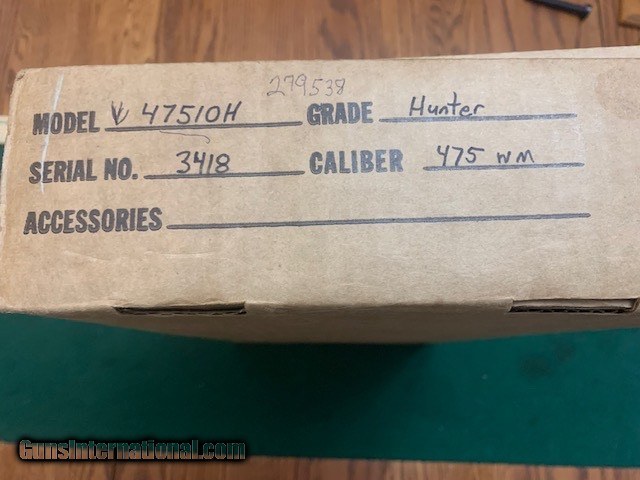 279538
MODEL V 47510H GRADE Hunter
SERIAL NO. 3418 CALIBER 475 WM
ACCESSORIES
GunsInternational.com